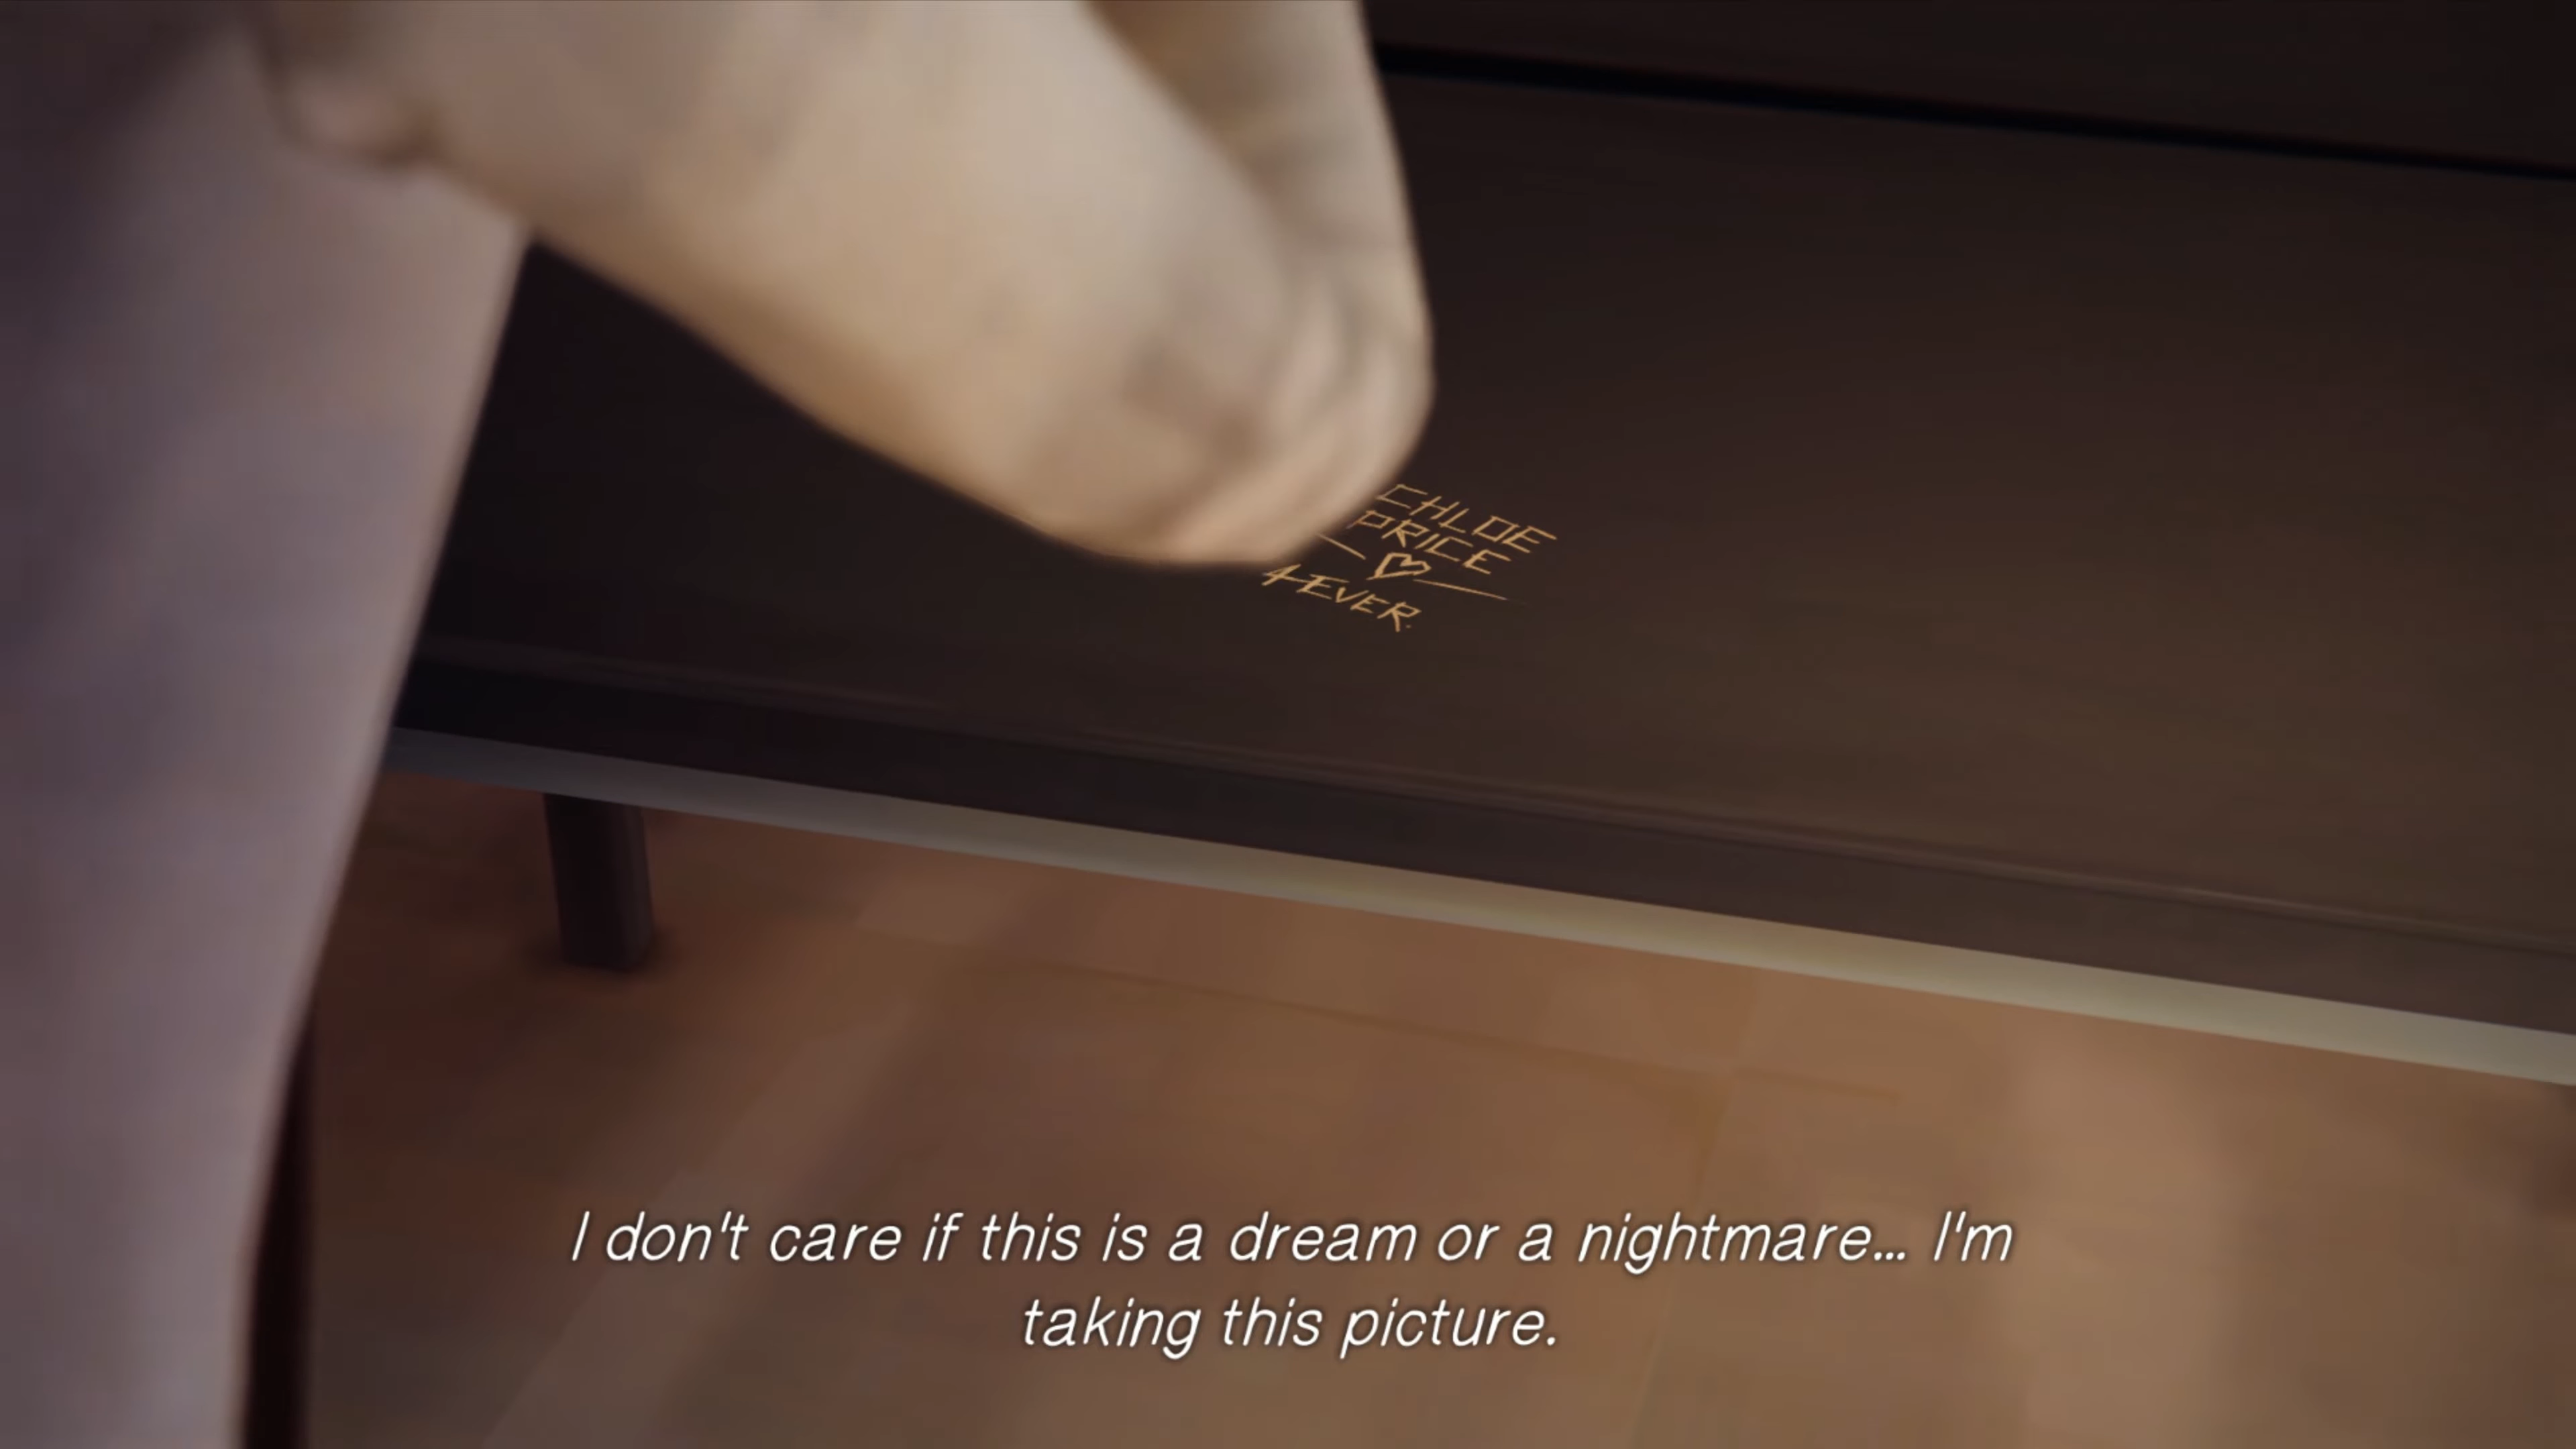 CHLOE
PRICE
4EVER.
I don't care if this is a dream or a nightmare... I'm
taking this picture.